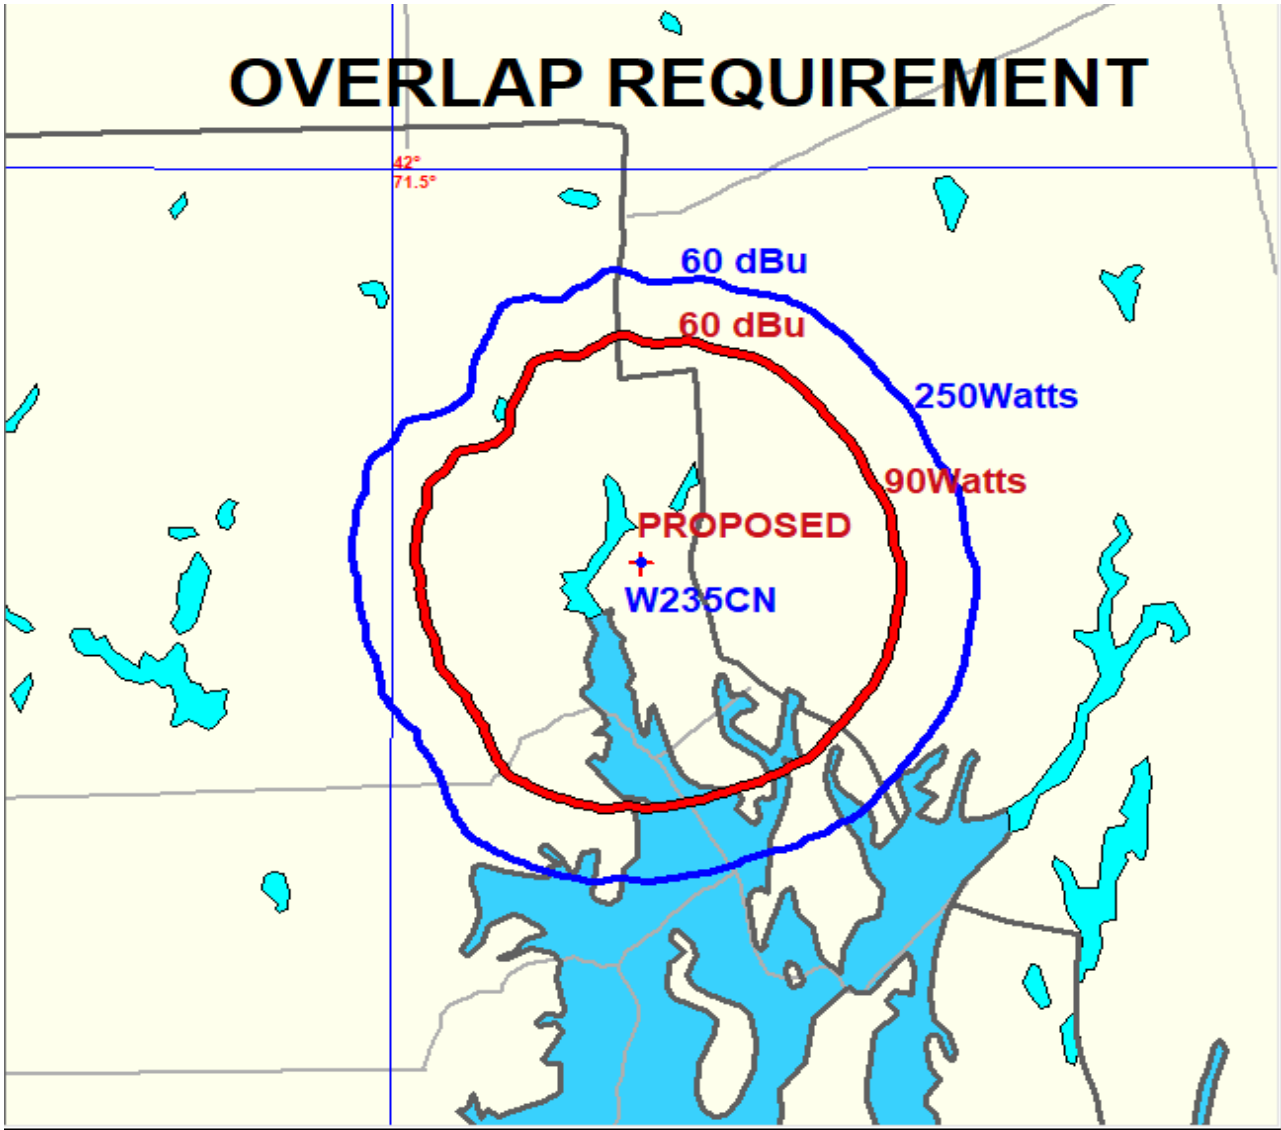 OVERLAP REQUIREMENT
42°
71.5°
60 dBu
60 dBu
250Watts
90Watts
PROPOSED
W235CN